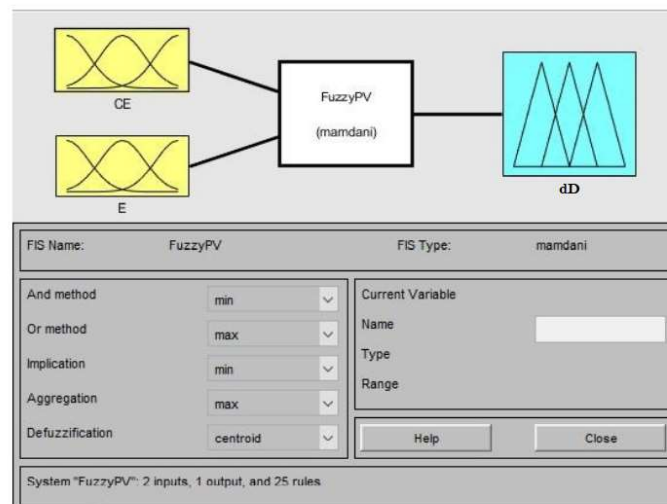 CE
FuzzyPV
(mamdani)
E
dD
FIS Name: FuzzyPV FIS Type: mamdani
And method min
Or method max
Implication min
Aggregation max
Defuzzification centroid
Current Variable
Name
Type
Range
Help Close
System "FuzzyPV": 2 inputs, 1 output, and 25 rules